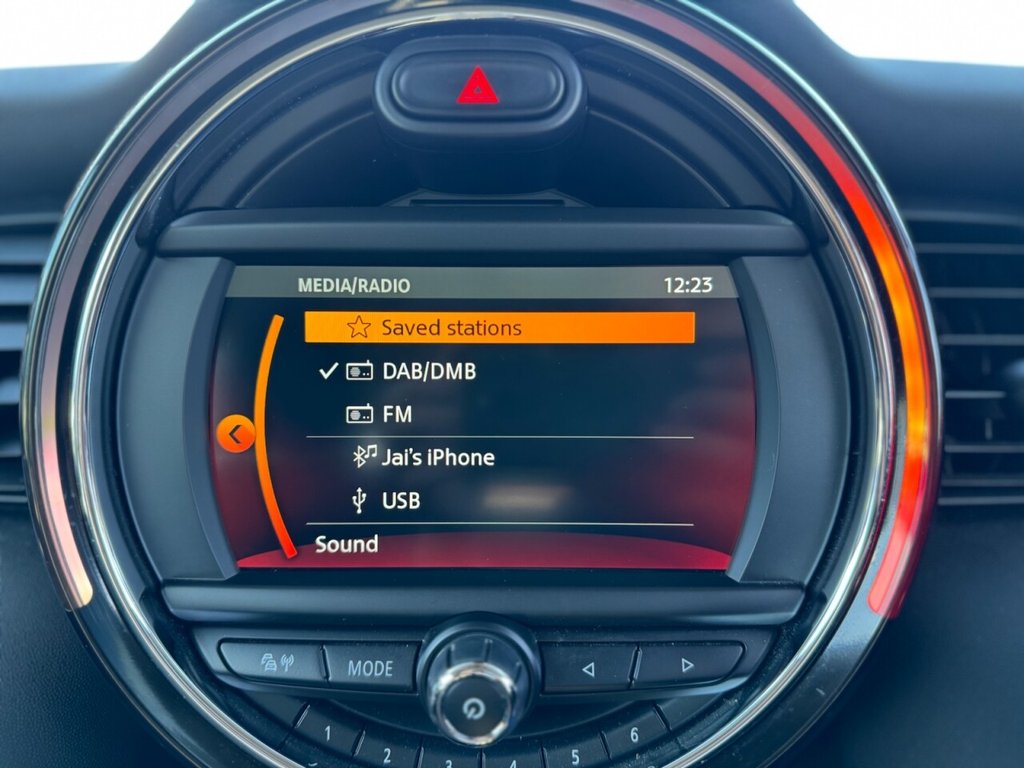 MEDIA/RADIO 12:23
Saved stations
DAB/DMB
FM
Jai's iPhone
USB
Sound
MODE
1 2 3 4 5 6